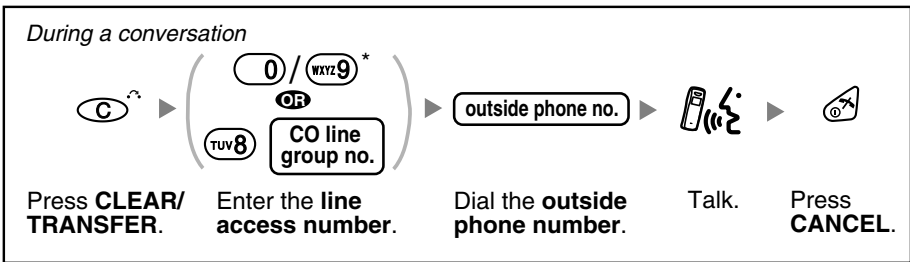 During a conversation
C
0 / WXYZ9 *
OR
TUV8 CO line group no.
outside phone no.
Press CLEAR/
TRANSFER.
Enter the line
access number.
Dial the outside
phone number.
Talk.
Press
CANCEL.